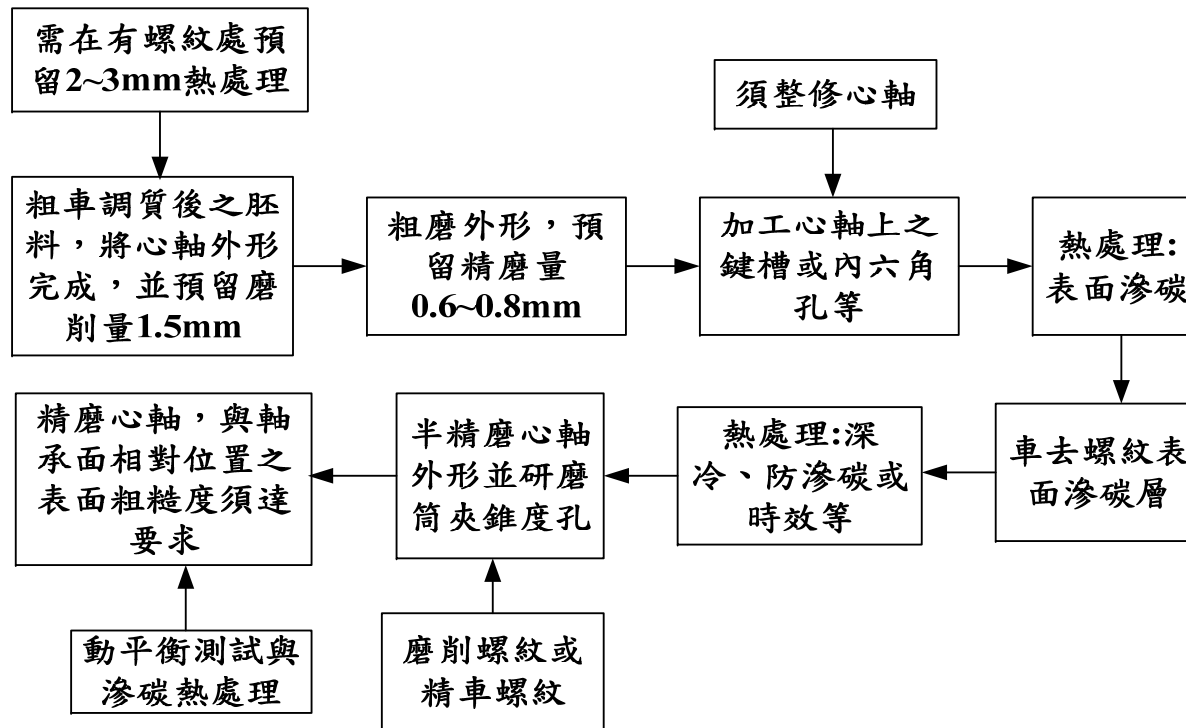 需在有螺紋處預
留2~3mm熱處理
須整修心軸
粗車調質後之胚
料，將心軸外形
完成，並預留磨
削量1.5mm
粗磨外形，預
留精磨量
0.6~0.8mm
加工心軸上之
鍵槽或內六角
孔等
熱處理:
表面滲碳
車去螺紋表
面滲碳層
熱處理:深
冷、防滲碳或
時效等
半精磨心軸
外形並研磨
筒夾錐度孔
精磨心軸，與軸
承面相對位置之
表面粗糙度須達
要求
動平衡測試與
滲碳熱處理
磨削螺紋或
精車螺紋